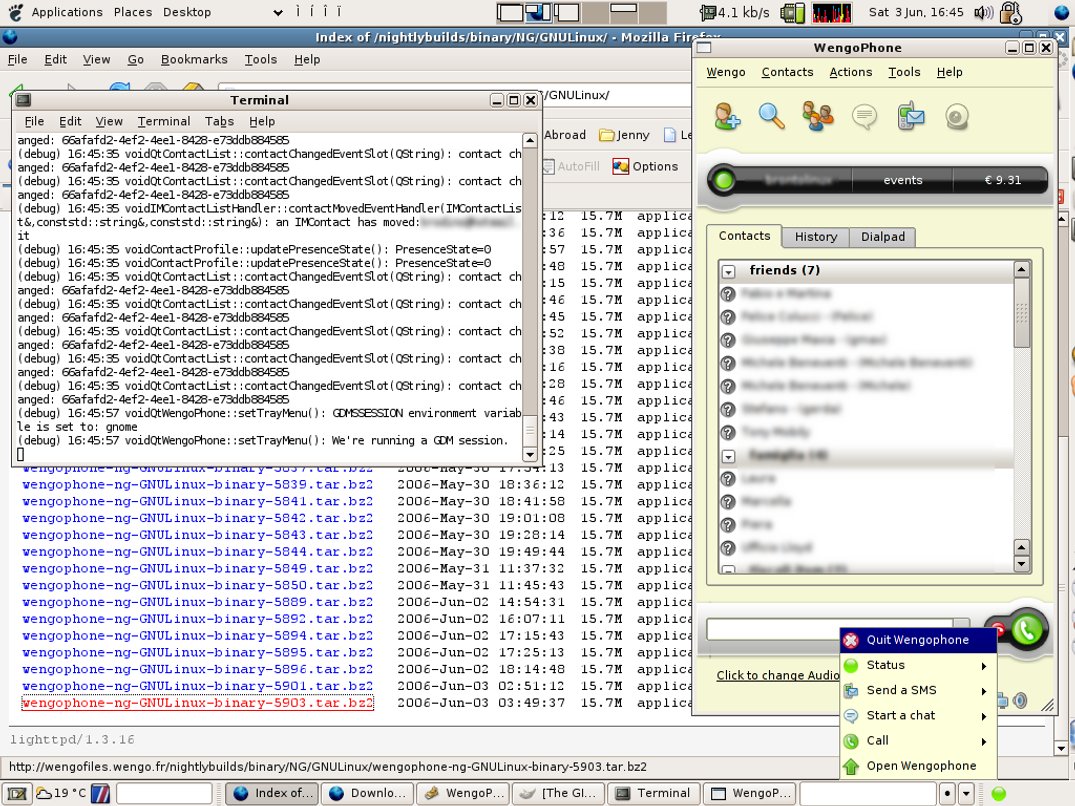 Applications Places Desktop
4.1 kb/s
Sat 3 Jun, 16:45
Index of /nightlybuilds/binary/NG/GNULinux/ - Mozilla Firefox
File Edit View Go Bookmarks Tools Help
/GNULinux/
Abroad Jenny Le
AutoFill Options
Terminal
File Edit View Terminal Tabs Help
anged: 66afafd2-4ef2-4ee1-8428-e73ddb884585
(debug) 16:45:35 voidQtContactList::contactChangedEventSlot(QString): contact ch
anged: 66afafd2-4ef2-4ee1-8428-e73ddb884585
(debug) 16:45:35 voidQtContactList::contactChangedEventSlot(QString): contact ch
anged: 66afafd2-4ef2-4ee1-8428-e73ddb884585
(debug) 16:45:35 voidIMContactListHandler::contactMovedEventHandler(IMContactLis
t&,conststd::string&,conststd::string&): an IMContact has moved:
it
(debug) 16:45:35 voidContactProfile::updatePresenceState(): PresenceState=0
(debug) 16:45:35 voidContactProfile::updatePresenceState(): PresenceState=0
(debug) 16:45:35 voidQtContactList::contactChangedEventSlot(QString): contact ch
anged: 66afafd2-4ef2-4ee1-8428-e73ddb884585
(debug) 16:45:35 voidQtContactList::contactChangedEventSlot(QString): contact ch
anged: 66afafd2-4ef2-4ee1-8428-e73ddb884585
(debug) 16:45:35 voidQtContactList::contactChangedEventSlot(QString): contact ch
anged: 66afafd2-4ef2-4ee1-8428-e73ddb884585
(debug) 16:45:35 voidQtContactList::contactChangedEventSlot(QString): contact ch
anged: 66afafd2-4ef2-4ee1-8428-e73ddb884585
(debug) 16:45:35 voidQtContactList::contactChangedEventSlot(QString): contact ch
anged: 66afafd2-4ef2-4ee1-8428-e73ddb884585
(debug) 16:45:57 voidQtWengoPhone::setTrayMenu(): GDMSSESSION environment variab
le is set to: gnome
(debug) 16:45:57 voidQtWengoPhone::setTrayMenu(): We're running a GDM session.
:12 15.7M applica
:36 15.7M applica
:57 15.7M applica
:48 15.7M applica
:15 15.7M applica
:46 15.7M applica
:45 15.7M applica
:52 15.7M applica
:38 15.7M applica
:16 15.7M applica
:28 15.7M applica
:46 15.7M applica
:43 15.7M applica
:14 15.7M applica
:25 15.7M applica
wengophone-ng-GNULinux-binary-5837.tar.bz2 2006-May-30 17:34:13 15.7M applica
wengophone-ng-GNULinux-binary-5839.tar.bz2 2006-May-30 18:36:12 15.7M applica
wengophone-ng-GNULinux-binary-5841.tar.bz2 2006-May-30 18:41:58 15.7M applica
wengophone-ng-GNULinux-binary-5842.tar.bz2 2006-May-30 19:01:08 15.7M applica
wengophone-ng-GNULinux-binary-5843.tar.bz2 2006-May-30 19:28:14 15.7M applica
wengophone-ng-GNULinux-binary-5844.tar.bz2 2006-May-30 19:49:44 15.7M applica
wengophone-ng-GNULinux-binary-5849.tar.bz2 2006-May-31 11:37:32 15.7M applica
wengophone-ng-GNULinux-binary-5850.tar.bz2 2006-May-31 11:45:43 15.7M applica
wengophone-ng-GNULinux-binary-5889.tar.bz2 2006-Jun-02 14:54:31 15.7M applica
wengophone-ng-GNULinux-binary-5892.tar.bz2 2006-Jun-02 16:07:11 15.7M applica
wengophone-ng-GNULinux-binary-5894.tar.bz2 2006-Jun-02 17:15:43 15.7M applica
wengophone-ng-GNULinux-binary-5895.tar.bz2 2006-Jun-02 17:25:13 15.7M applica
wengophone-ng-GNULinux-binary-5896.tar.bz2 2006-Jun-02 18:14:48 15.7M applica
wengophone-ng-GNULinux-binary-5901.tar.bz2 2006-Jun-03 02:51:12 15.7M applica
wengophone-ng-GNULinux-binary-5903.tar.bz2 2006-Jun-03 03:49:37 15.7M applica
lighttpd/1.3.16
http://wengofiles.wengo.fr/nightlybuilds/binary/NG/GNULinux/wengophone-ng-GNULinux-binary-5903.tar.bz2
WengoPhone
Wengo Contacts Actions Tools Help
events € 9.31
Contacts History Dialpad
friends (7)
Click to change Audio
Quit Wengophone
Status
Send a SMS
Start a chat
Call
Open Wengophone
19 °C
Index of...
Downlo...
WengoP...
[The GI...
Terminal
WengoP...